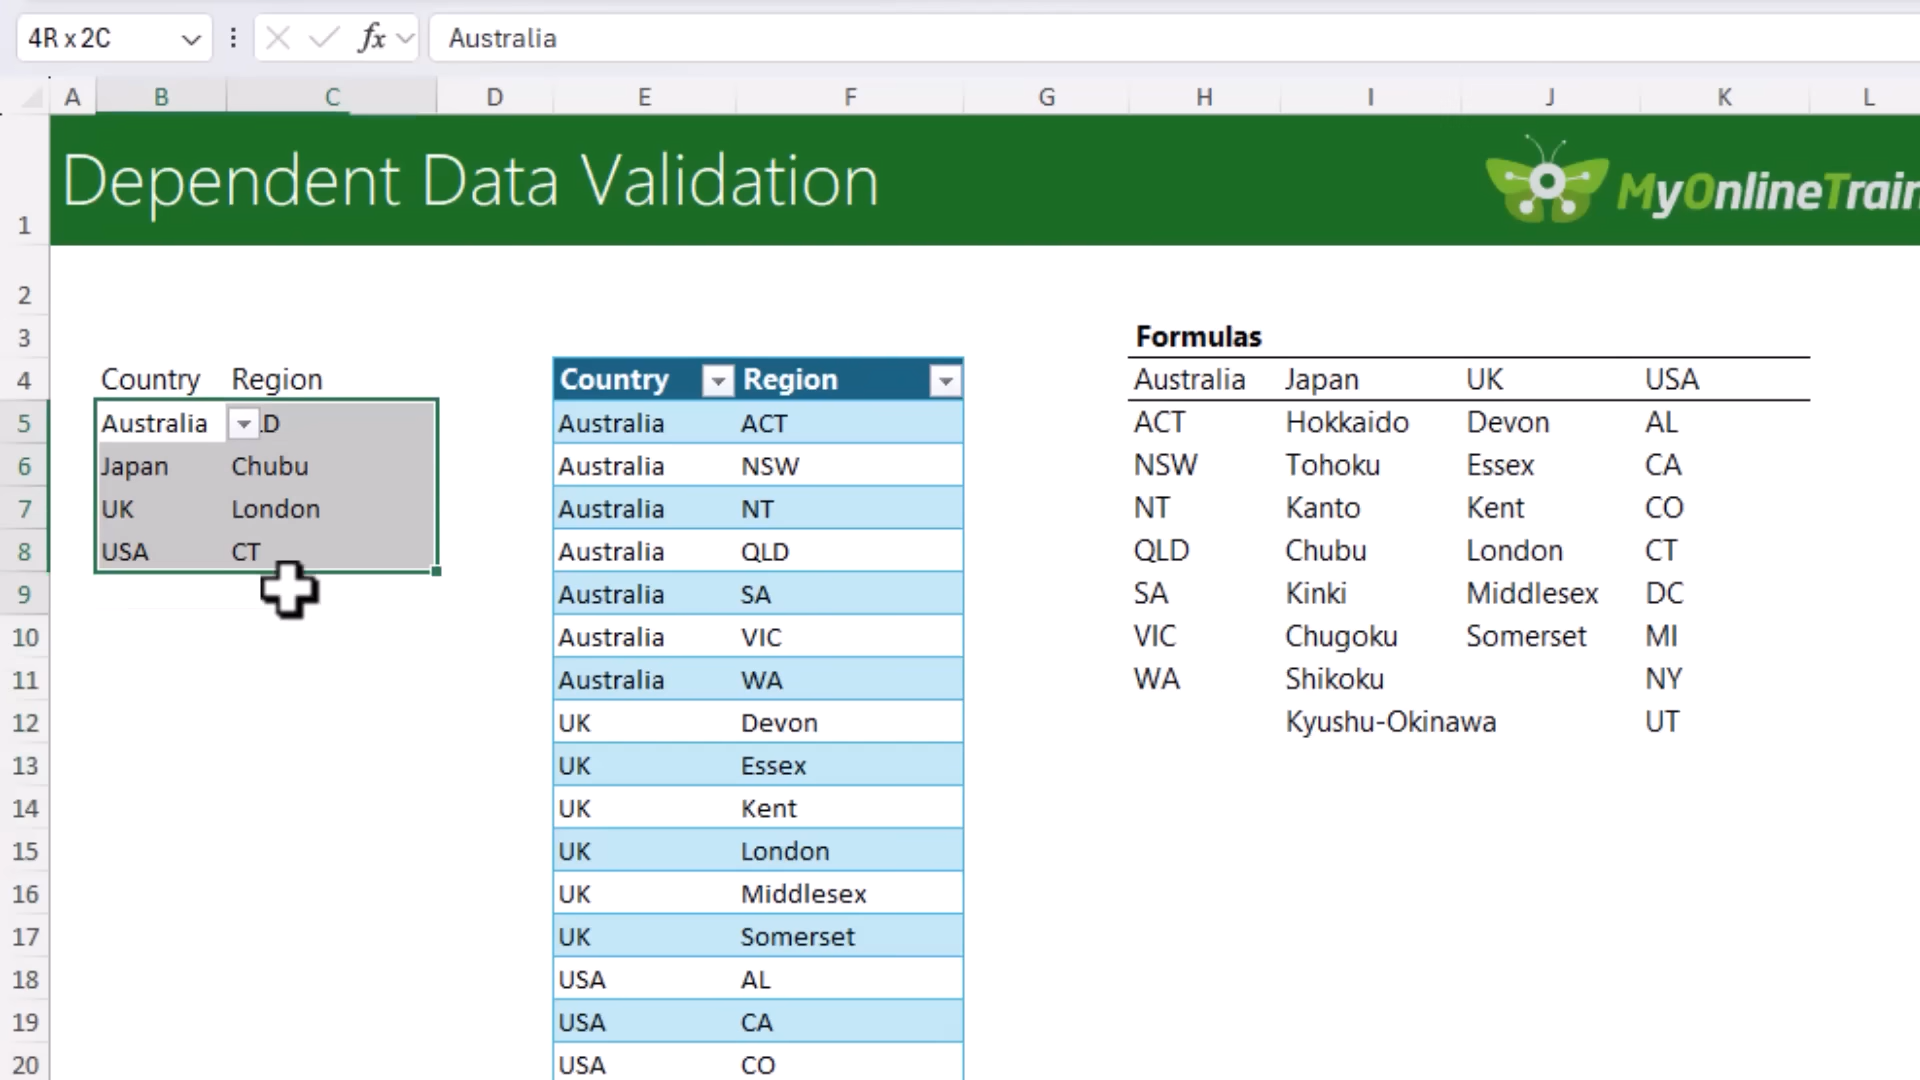 4R x 2C
fx
Australia
A B C D E F G H I J K L
1
Dependent Data Validation
MyOnlineTrain
2
3 Formulas
4 Country Region Country Region Australia Japan UK USA
5 Australia LD Australia ACT ACT Hokkaido Devon AL
6 Japan Chubu Australia NSW NSW Tohoku Essex CA
7 UK London Australia NT NT Kanto Kent CO
8 USA CT Australia QLD QLD Chubu London CT
9 Australia SA SA Kinki Middlesex DC
10 Australia VIC VIC Chugoku Somerset MI
11 Australia WA WA Shikoku NY
12 UK Devon Kyushu-Okinawa UT
13 UK Essex
14 UK Kent
15 UK London
16 UK Middlesex
17 UK Somerset
18 USA AL
19 USA CA
20 USA CO